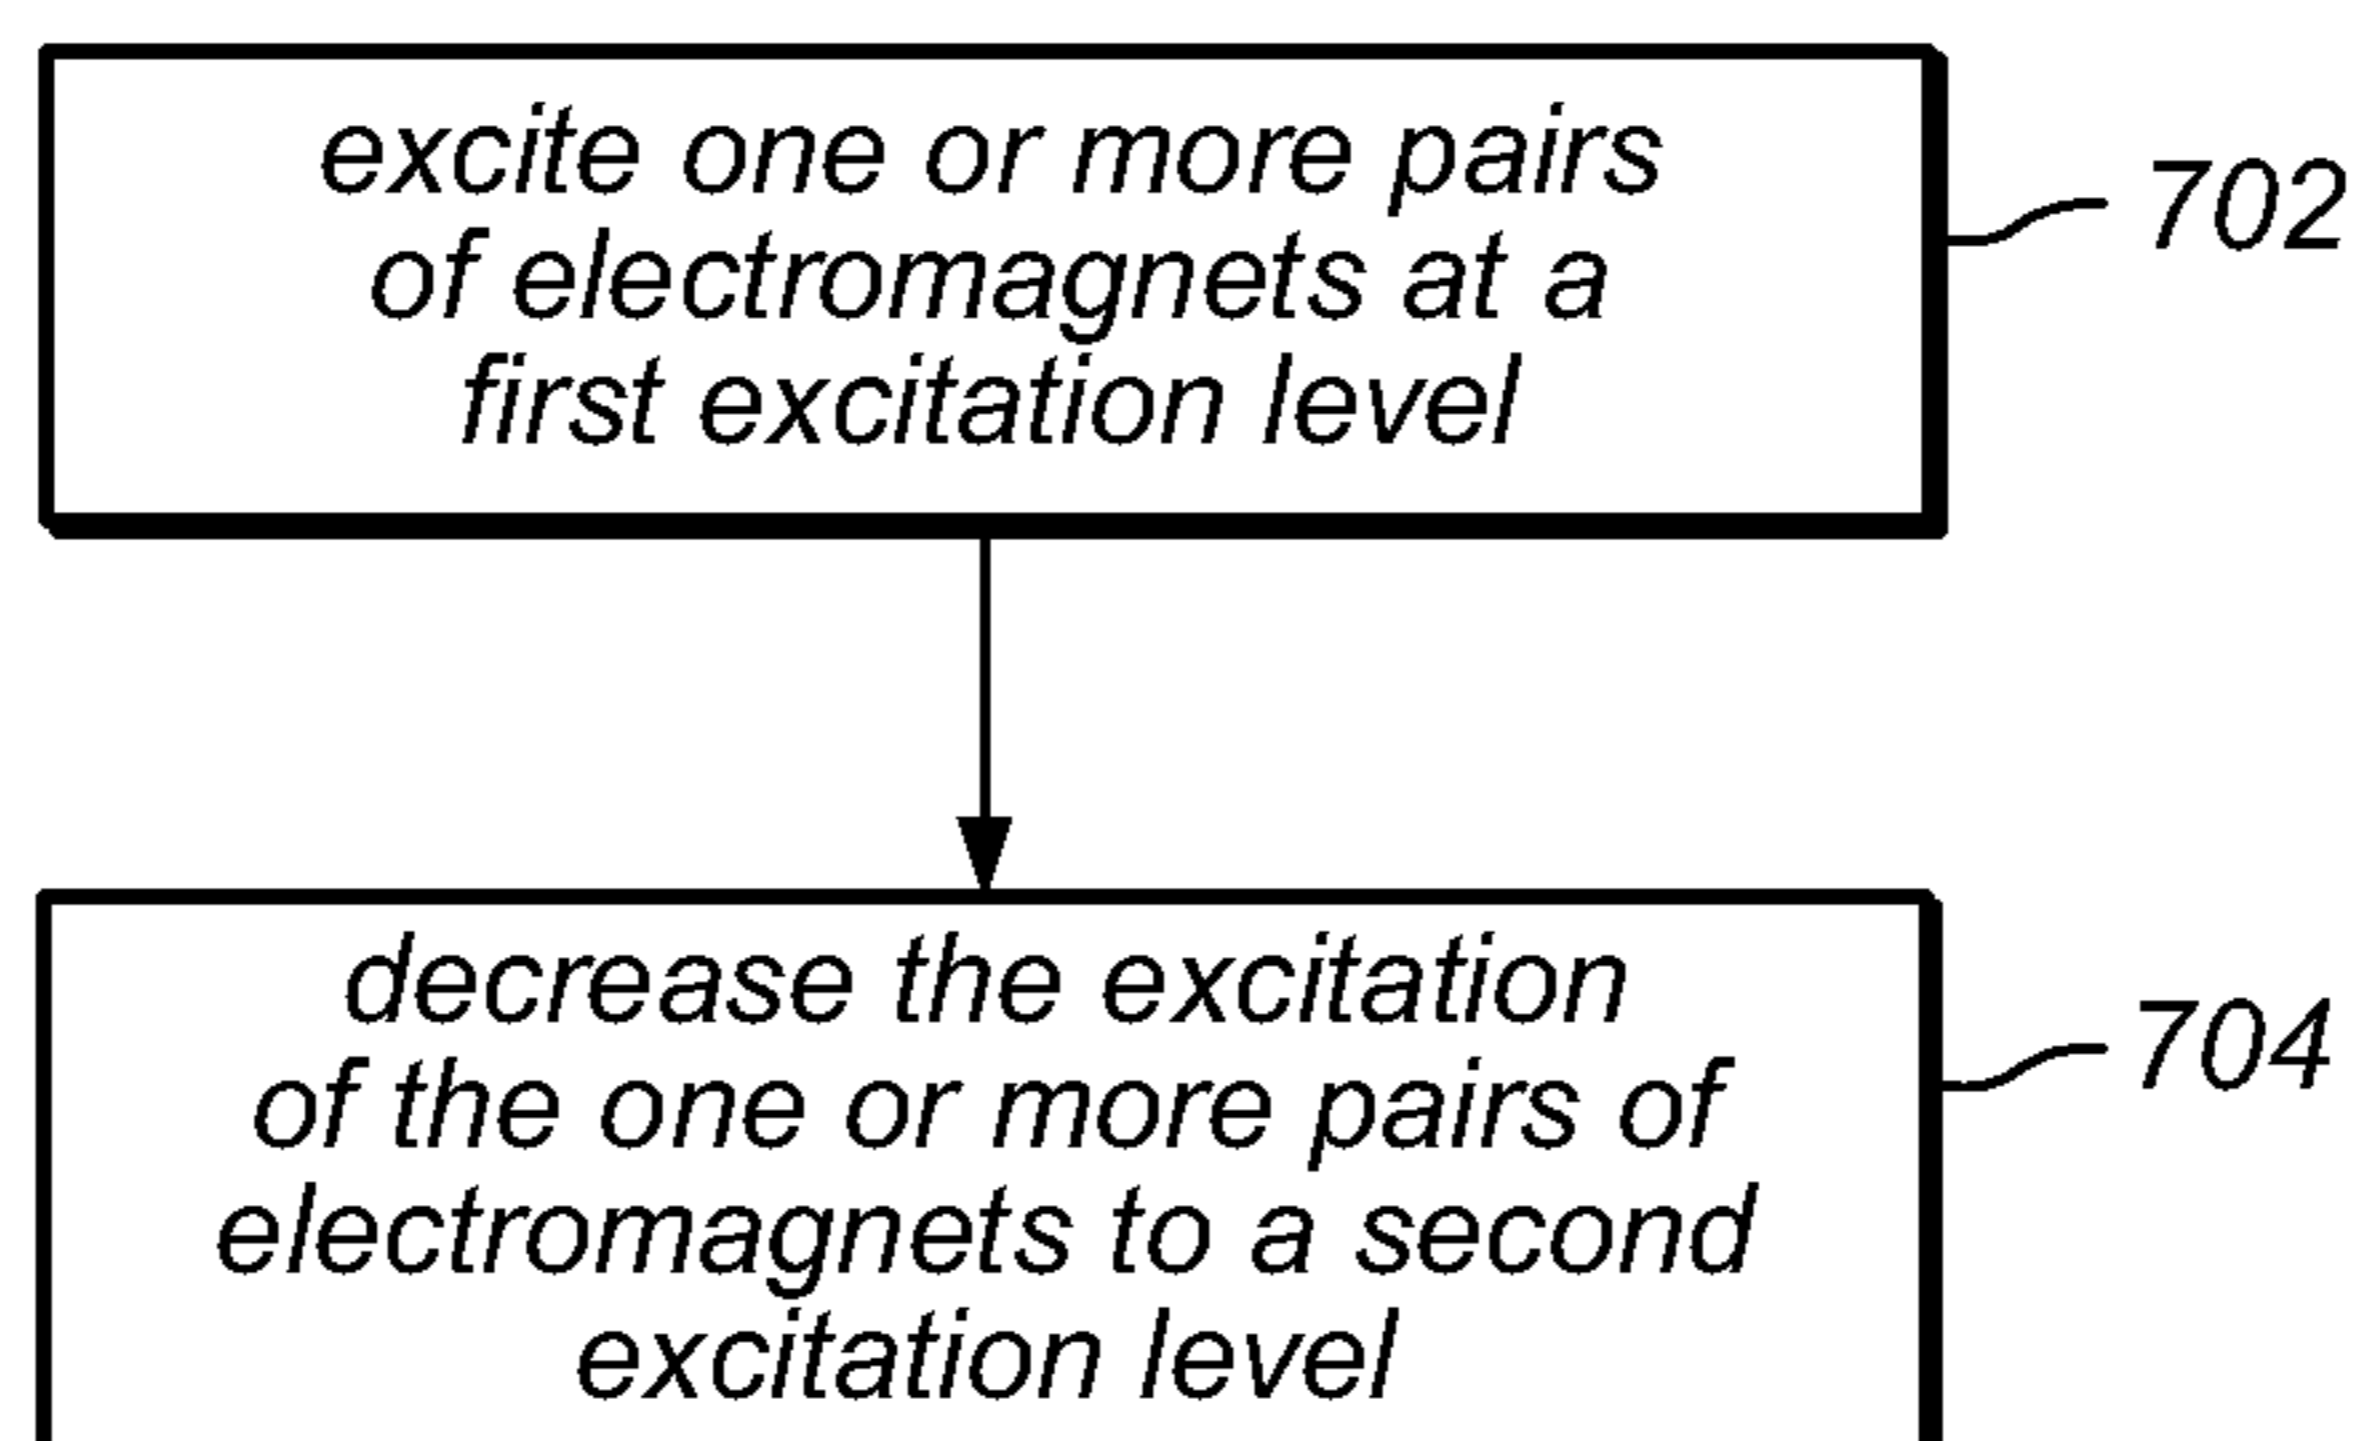 excite one or more pairs
of electromagnets at a
first excitation level
702
decrease the excitation
of the one or more pairs of
electromagnets to a second
excitation level
704